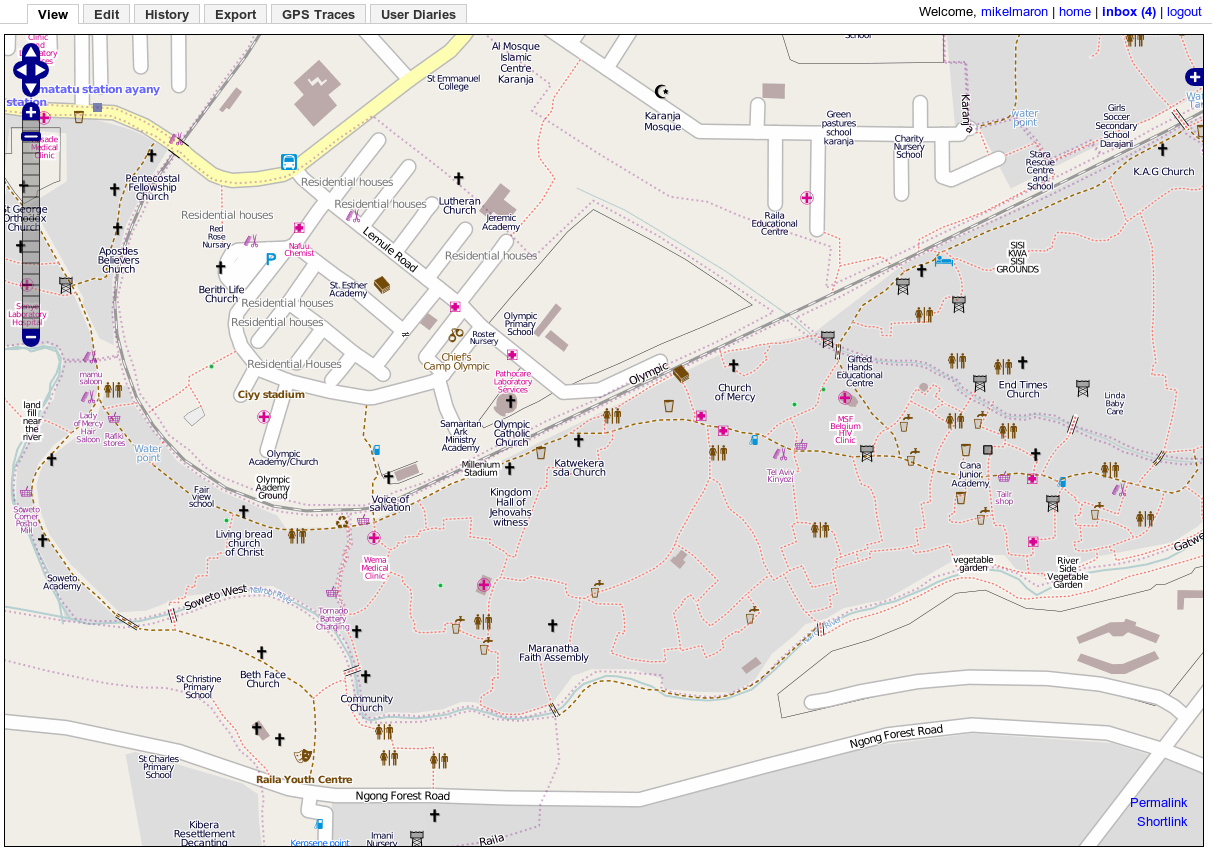 View
Edit
History
Export
GPS Traces
User Diaries
Welcome, mikelmaron | home | inbox (4) | logout
Clinic
matatu station ayany
station
Medical
Clinic
St Emmanuel
College
Al Mosque
Islamic
Centre
Karanja
School
Karanja
Mosque
Green
pastures
school
karanja
Charity
Nursery
School
Karanja
water
point
Girls
Soccer
Secondary
School
Darajani
Stara
Rescue
Centre
and
School
K.A.G Church
Pentecostal
Fellowship
Church
St George
Orthodox
Church
Apostles
Believers
Church
Residential houses
Residential houses
Residential houses
Red
Rose
Nursary
Nafuu
Chemist
Lemule Road
Lutheran
Church
Jeremic
Academy
Residential houses
Raila
Educational
Centre
SISI
KWA
SISI
GROUNDS
P
Berith Life
Church
St. Esther
Academy
Residential houses
Residential houses
Residential Houses
Senye
Laboratory
Hospital
Olympic
Primary
School
Roster
Nursery
Chief's
Camp Olympic
Pathocare
Laboratory
Services
Olympic
Church
of Mercy
Gifted
Hands
Educational
Centre
End Times
Church
Linda
Baby
Care
mamu
saloon
Lady
of Mercy
Hair
Saloon
Rafiki
stores
land
fill
near
the
river
Water
point
Ciyy stadium
Olympic
Academy/Church
Olympic
Aademy
Ground
Samaritan
Ark
Ministry
Academy
Olympic
Catholic
Church
Millenium
Stadium
Katwekera
sda Church
MSF
Belgium
HIV
Clinic
Tel Aviv
Kinyozi
Cana
Junior
Academy
Tailr
shop
Soweto
Corner
Posho
Mill
Fair
view
school
Voice of
salvation
Kingdom
Hall of
Jehovahs
witness
Living bread
church
of Christ
Wema
Medical
Clinic
vegetable
garden
River
Side
Vegetable
Garden
Gatwe
Soweto
Academy
Soweto West
Tornado
Battery
Charging
Maranatha
Faith Assembly
Beth Face
Church
St Christine
Primary
School
Community
Church
St Charles
Primary
School
Raila Youth Centre
Ngong Forest Road
Ngong Forest Road
Permalink
Shortlink
Kibera
Resettlement
Decanting
Kerosene point
Imani
Nursery
Raila